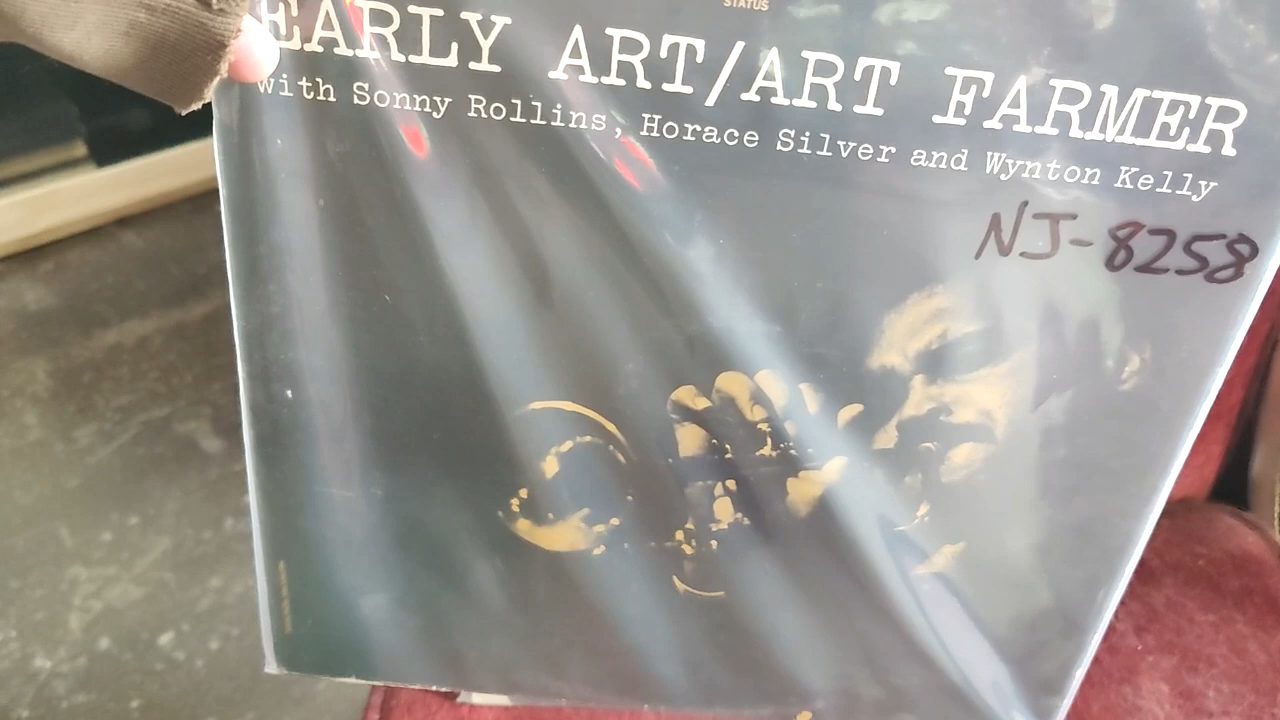 STATUS
EARLY ART/ART FARMER
with Sonny Rollins, Horace Silver and Wynton Kelly
NJ-8258